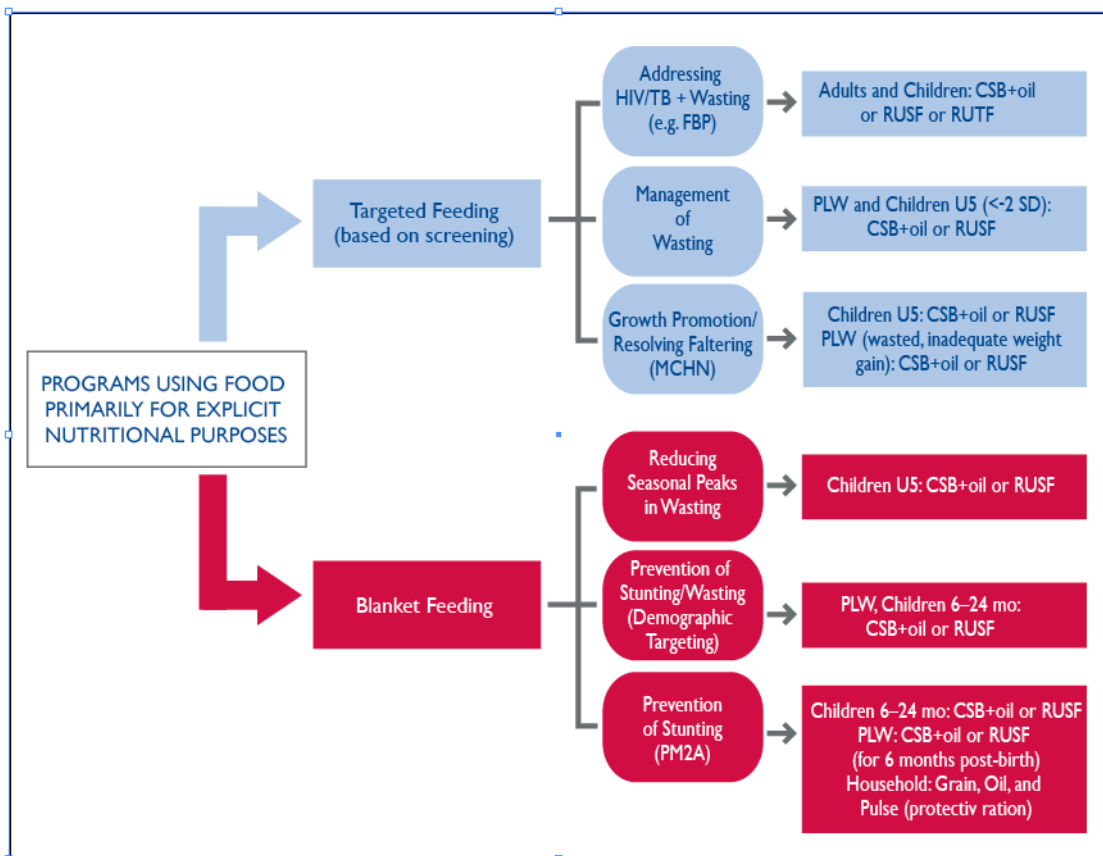 PROGRAMS USING FOOD
PRIMARILY FOR EXPLICIT
NUTRITIONAL PURPOSES
Targeted Feeding
(based on screening)
Addressing
HIV/TB + Wasting
(e.g. FBP)
Adults and Children: CSB+oil
or RUSF or RUTF
Management
of
Wasting
PLW and Children U5 (<-2 SD):
CSB+oil or RUSF
Growth Promotion/
Resolving Faltering
(MCHN)
Children U5: CSB+oil or RUSF
PLW (wasted, inadequate weight
gain): CSB+oil or RUSF
Blanket Feeding
Reducing
Seasonal Peaks
in Wasting
Children U5: CSB+oil or RUSF
Prevention of
Stunting/Wasting
(Demographic
Targeting)
PLW, Children 6–24 mo:
CSB+oil or RUSF
Prevention
of Stunting
(PM2A)
Children 6–24 mo: CSB+oil or RUSF
PLW: CSB+oil or RUSF
(for 6 months post-birth)
Household: Grain, Oil, and
Pulse (protectiv ration)